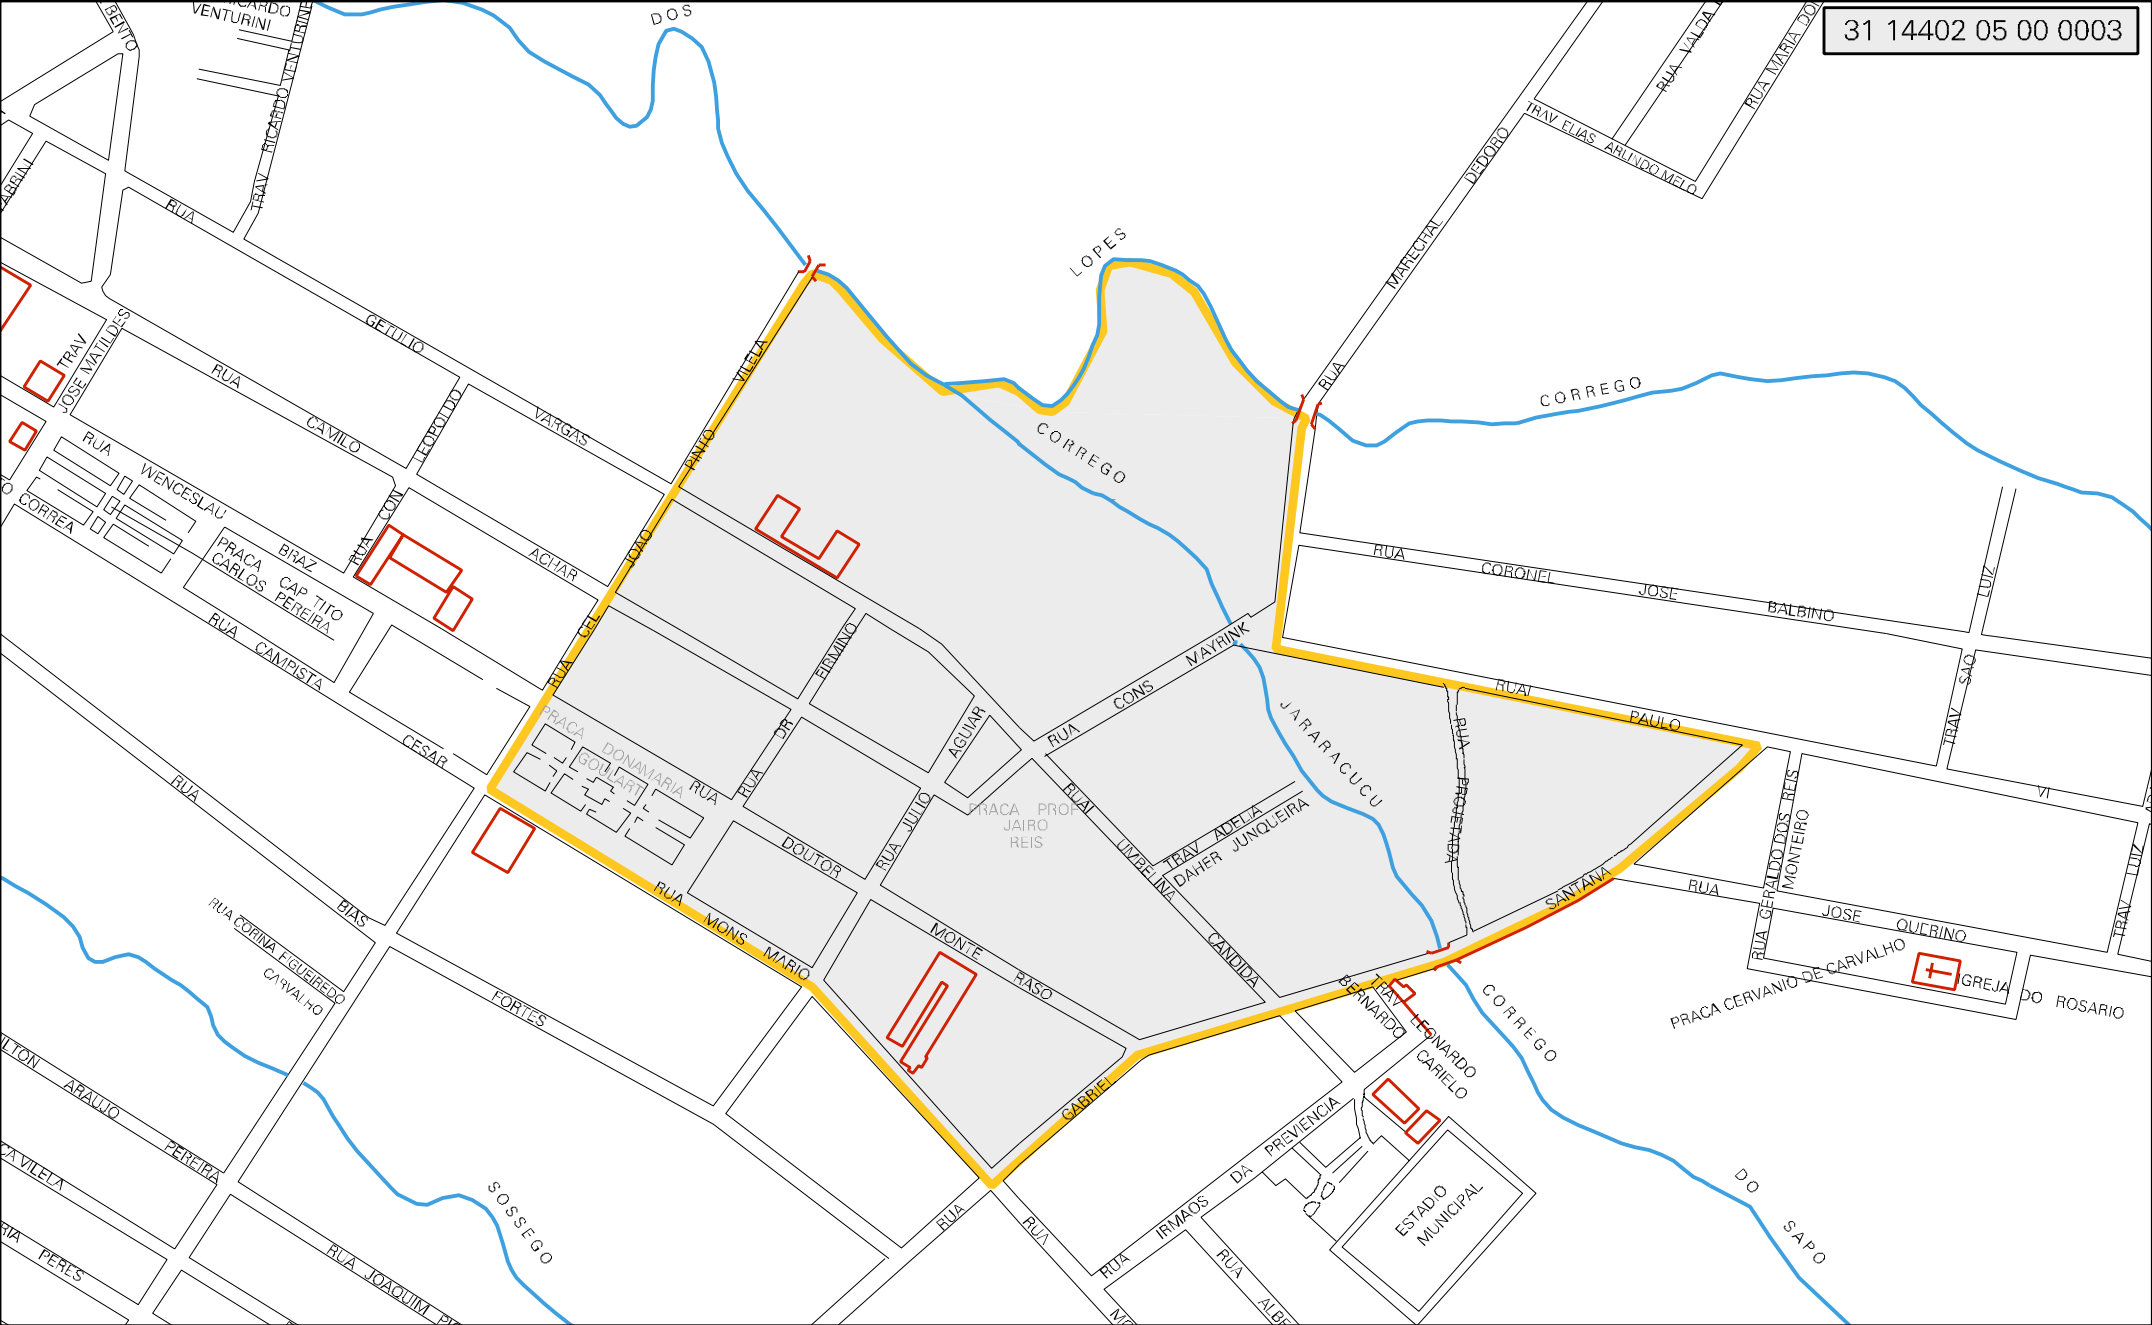 31 14402 05 00 0003
VENTURINI
BENTO
TRAV RICARDO VENTURINI
DOS
LOPES
RUA VALDA
RUA MARIA
TRAV ELIAS ARLINDO MELO
RUA MARECHAL DEDORO
RUA GETULIO VARGAS
TRAV
JOSE MATILDES
RUA CAMILO ACHAR
RUA CON LEOPOLDO
RUA WENCESLAU BRAZ
CORREA
PRACA CAP TITO
CARLOS PEREIRA
RUA CAMPISTA CESAR
RUA CEL JOAO PINTO VILELA
CORREGO
CORREGO
JARARACUCU
RUA CORONEL JOSE BALBINO
TRAV SAO LUIZ
RUA CONS MAYRINK
RUA DR FIRMINO
AGUIAR
PRACA DONAMARIA
GOULART
RUA DOUTOR MONTE RASO
RUA JULIO
PRACA PROF
JAIRO
REIS
TRAV ADELIA
DAHER JUNQUEIRA
UMBELINA CANDIDA
RUA PROJETADA
PAULO
VI
TRAV LUIZ
RUA GERALDO DOS REIS
MONTEIRO
RUA JOSE QUERINO
PRACA CERVANIO DE CARVALHO
IGREJA DO ROSARIO
GABRIEL
SANTANA
RUA MONS MARIO
RUA BIAS FORTES
RUA CORINA FIGUEIREDO
CARVALHO
BERNARDO
TRAV LEONARDO
CARIELO
CORREGO DO SAPO
ESTADIO
MUNICIPAL
RUA IRMAOS DA PREVIENCIA
RUA
RUA
RUA
SOSSEGO
ARAUJO PEREIRA
VILELA
PERES
RUA JOAQUIM